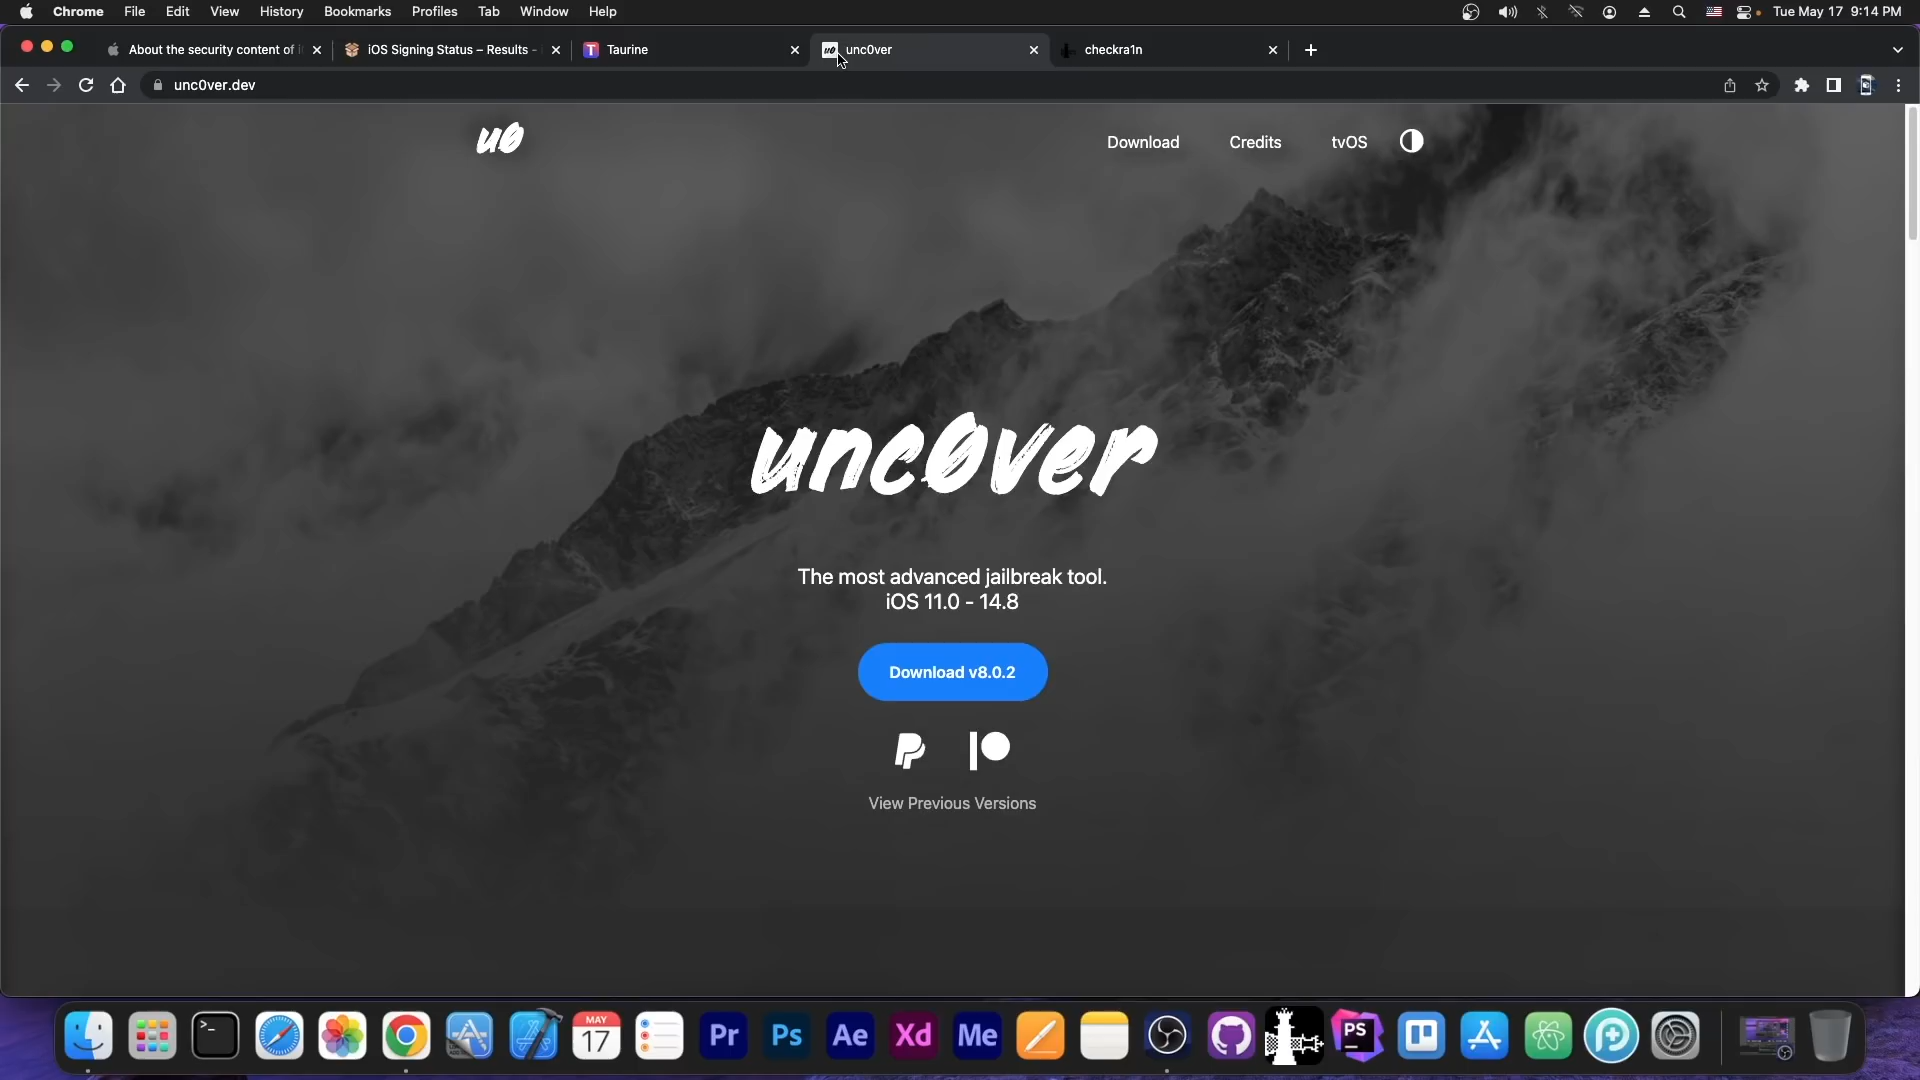 Chrome File Edit View History Bookmarks Profiles Tab Window Help Tue May 17 9:14 PM
About the security content of i iOS Signing Status – Results - Taurine unc0ver checkra1n
unc0ver.dev
u0 Download Credits tvOS
unc0ver
The most advanced jailbreak tool.
iOS 11.0 - 14.8
Download v8.0.2
View Previous Versions
MAY
17
>_
Pr Ps Ae Xd Me PS